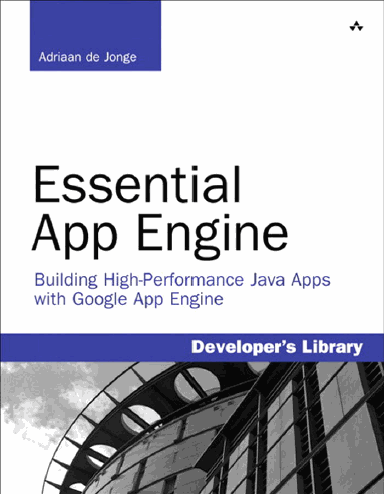 Adriaan de Jonge
Essential
App Engine
Building High-Performance Java Apps
with Google App Engine
Developer's Library